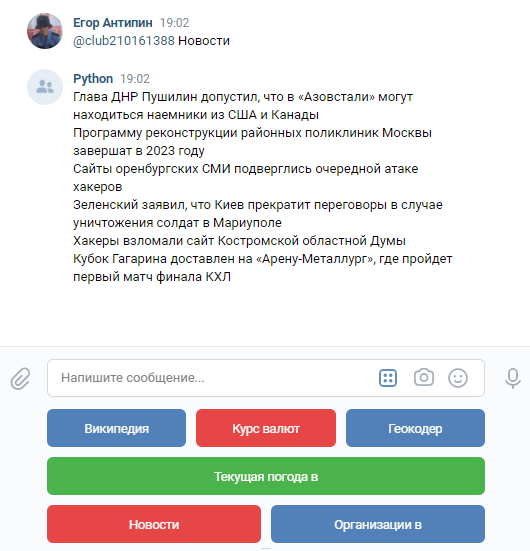 Егор Антипин 19:02
@club210161388 Новости
Python 19:02
Глава ДНР Пушилин допустил, что в «Азовстали» могут
находиться наемники из США и Канады
Программу реконструкции районных поликлиник Москвы
завершат в 2023 году
Сайты оренбургских СМИ подверглись очередной атаке
хакеров
Зеленский заявил, что Киев прекратит переговоры в случае
уничтожения солдат в Мариуполе
Хакеры взломали сайт Костромской областной Думы
Кубок Гагарина доставлен на «Арену-Металлург», где пройдет
первый матч финала КХЛ
Напишите сообщение...
Википедия
Курс валют
Геокодер
Текущая погода в
Новости
Организации в